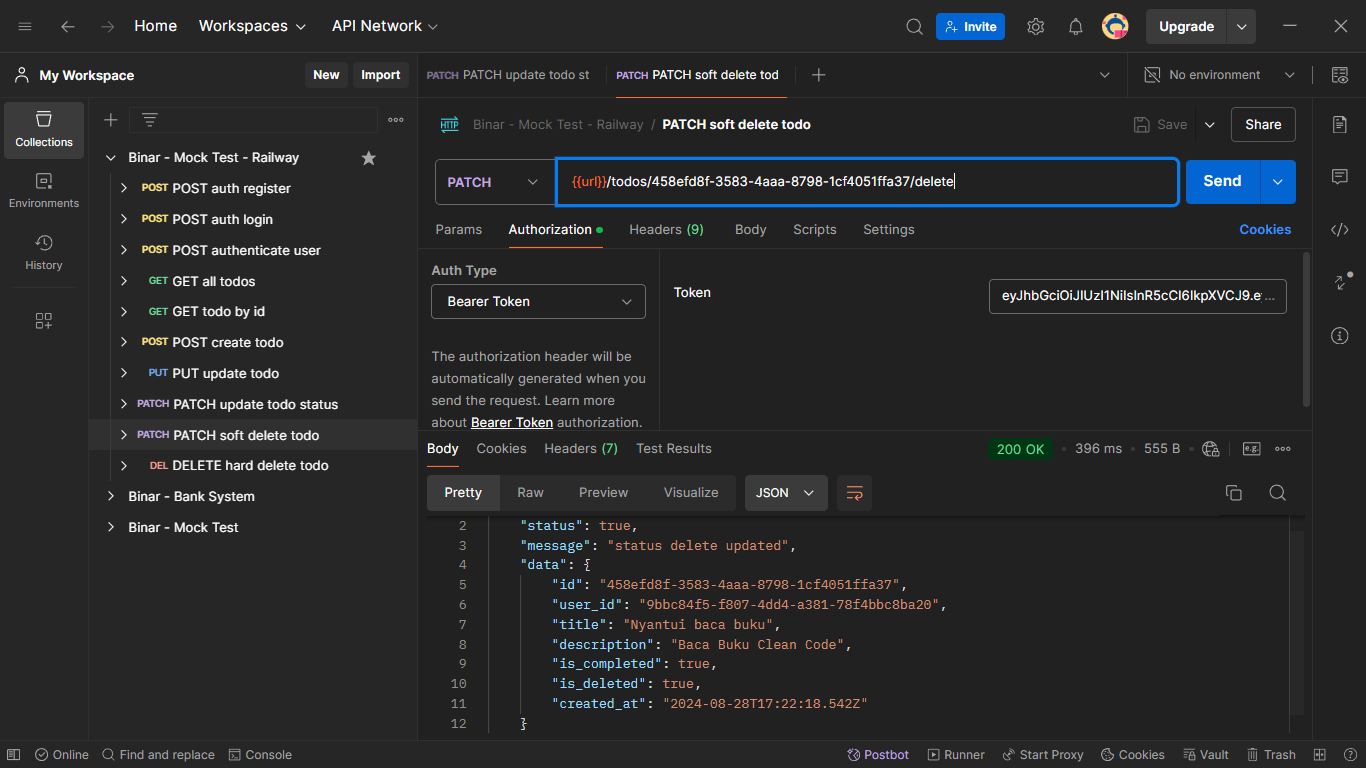 Home
Workspaces
API Network
Invite
Upgrade
My Workspace
New
Import
PATCH PATCH update todo st
PATCH PATCH soft delete tod
No environment
Collections
Environments
History
Binar - Mock Test - Railway
POST POST auth register
POST POST auth login
POST POST authenticate user
GET GET all todos
GET GET todo by id
POST POST create todo
PUT PUT update todo
PATCH PATCH update todo status
PATCH PATCH soft delete todo
DEL DELETE hard delete todo
Binar - Bank System
Binar - Mock Test
HTTP Binar - Mock Test - Railway / PATCH soft delete todo
Save
Share
PATCH
{{url}}/todos/458efd8f-3583-4aaa-8798-1cf4051ffa37/delete
Send
Params
Authorization
Headers (9)
Body
Scripts
Settings
Cookies
Auth Type
Bearer Token
The authorization header will be
automatically generated when you
send the request. Learn more
about Bearer Token authorization.
Token
eyJhbGciOiJIUzI1NiIsInR5cCI6IkpXVCJ9.e ...
Body
Cookies
Headers (7)
Test Results
200 OK
396 ms
555 B
e.g.
Pretty
Raw
Preview
Visualize
JSON
2 "status": true,
3 "message": "status delete updated",
4 "data": {
5 "id": "458efd8f-3583-4aaa-8798-1cf4051ffa37",
6 "user_id": "9bbc84f5-f807-4dd4-a381-78f4bbc8ba20",
7 "title": "Nyantui baca buku",
8 "description": "Baca Buku Clean Code",
9 "is_completed": true,
10 "is_deleted": true,
11 "created_at": "2024-08-28T17:22:18.542Z"
12 }
Online
Find and replace
Console
Postbot
Runner
Start Proxy
Cookies
Vault
Trash